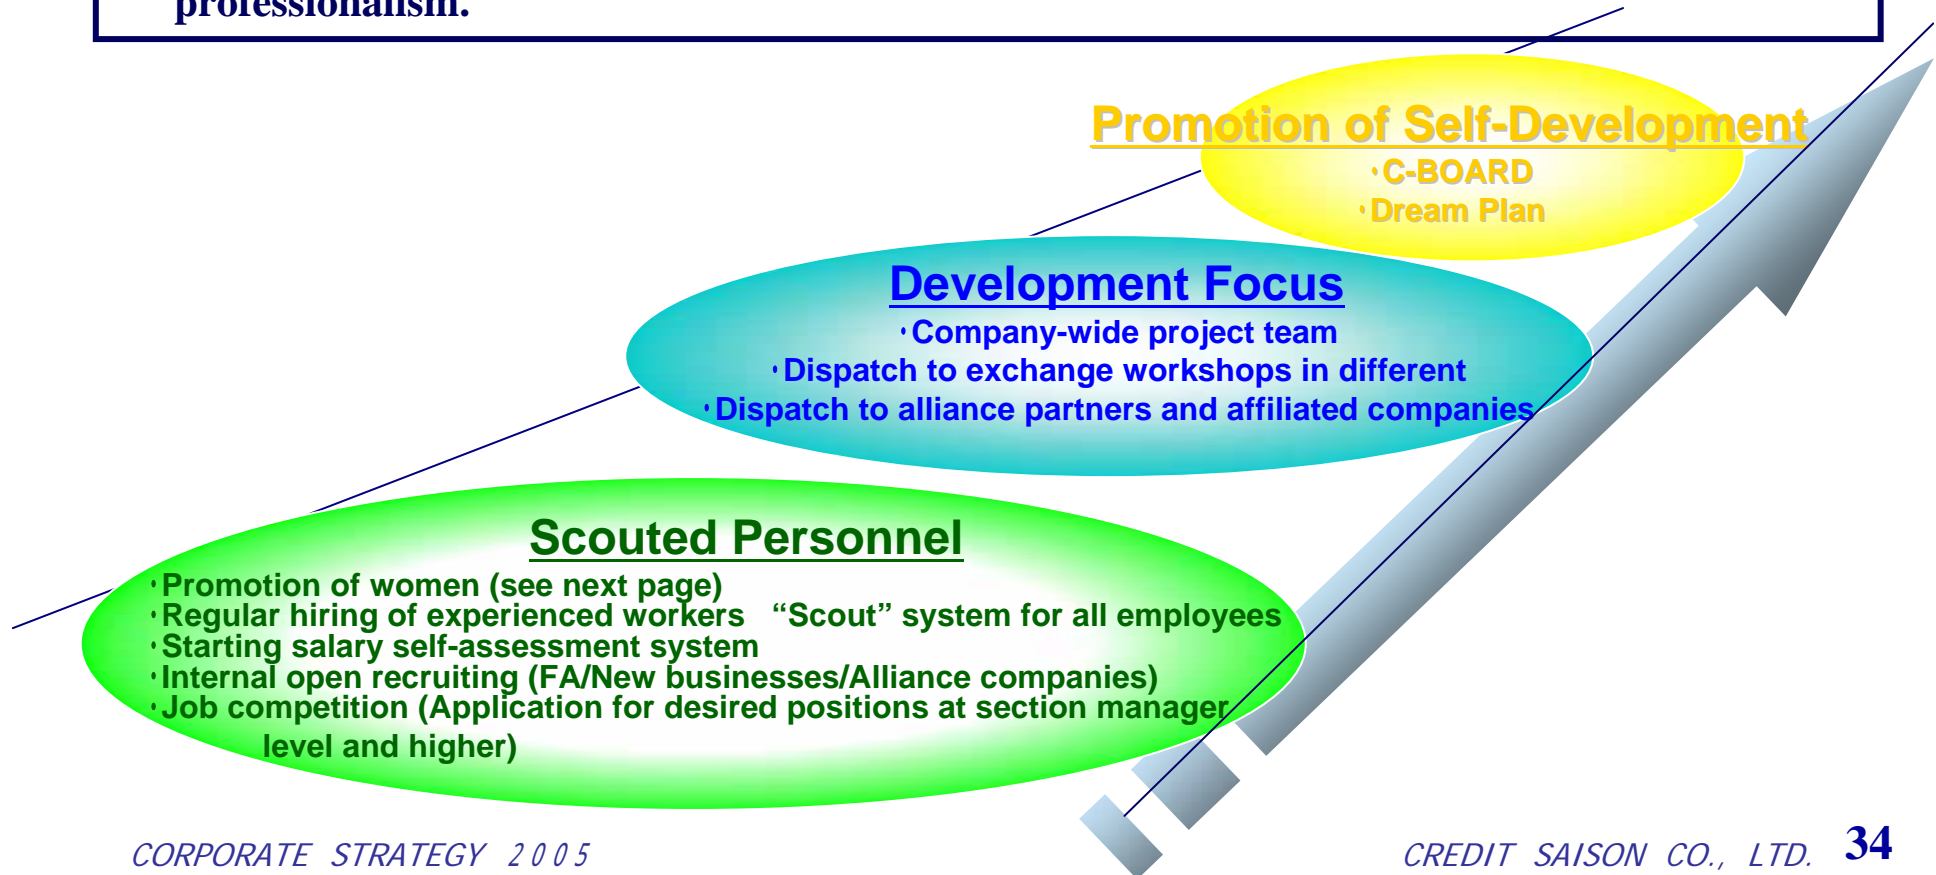 professionalism.
Promotion of Self-Development
・C-BOARD
・Dream Plan
Development Focus
・Company-wide project team
・Dispatch to exchange workshops in different
・Dispatch to alliance partners and affiliated companies
Scouted Personnel
・Promotion of women (see next page)
・Regular hiring of experienced workers “Scout” system for all employees
・Starting salary self-assessment system
・Internal open recruiting (FA/New businesses/Alliance companies)
・Job competition (Application for desired positions at section manager
level and higher)
CORPORATE STRATEGY 2005
CREDIT SAISON CO., LTD. 34